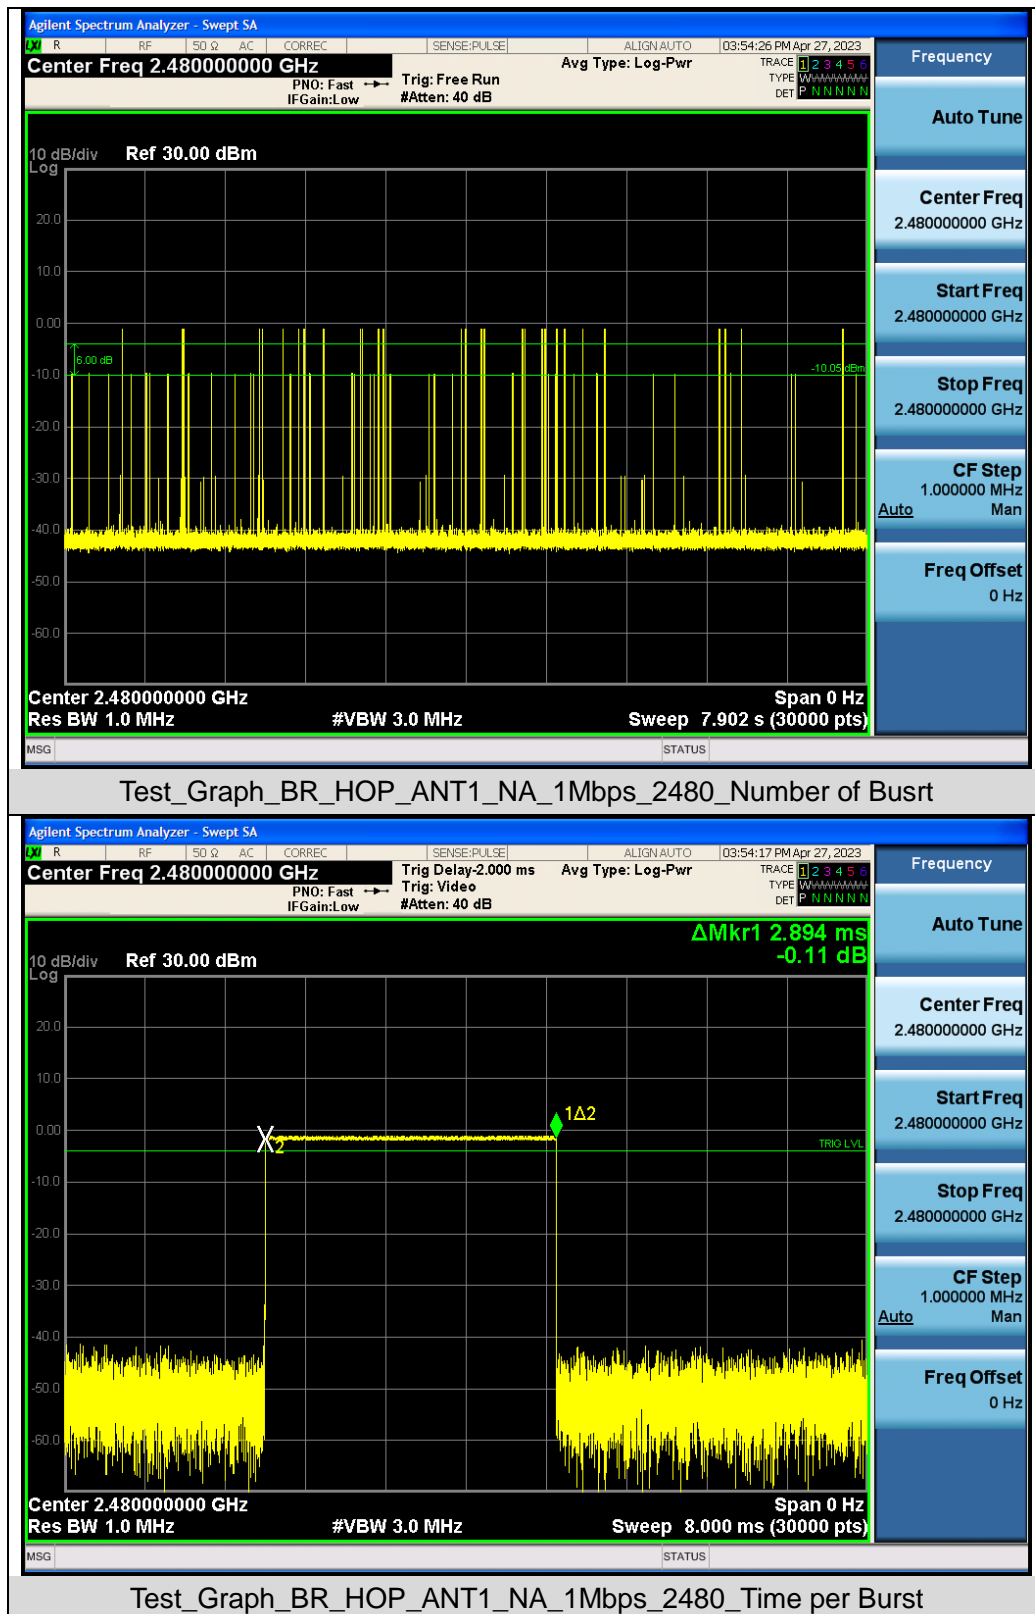 Agilent Spectrum Analyzer - Swept SA
LXI R RF 50 Ω AC CORREC SENSE:PULSE ALIGN AUTO 03:54:26 PM Apr 27, 2023
Center Freq 2.480000000 GHz
PNO: Fast
IFGain:Low
Trig: Free Run
#Atten: 40 dB
Avg Type: Log-Pwr
TRACE 1 2 3 4 5 6
TYPE
DET P N N N N N
Frequency
Auto Tune
Center Freq
2.480000000 GHz
Start Freq
2.480000000 GHz
Stop Freq
2.480000000 GHz
CF Step
1.000000 MHz
Auto Man
Freq Offset
0 Hz
10 dB/div Ref 30.00 dBm
Log
20.0
10.0
0.00
6.00 dB
-10.05 dBm
-10.0
-20.0
-30.0
-40.0
-50.0
-60.0
Center 2.480000000 GHz Span 0 Hz
Res BW 1.0 MHz #VBW 3.0 MHz Sweep 7.902 s (30000 pts)
MSG STATUS
Test_Graph_BR_HOP_ANT1_NA_1Mbps_2480_Number of Busrt
Agilent Spectrum Analyzer - Swept SA
LXI R RF 50 Ω AC CORREC SENSE:PULSE ALIGN AUTO 03:54:17 PM Apr 27, 2023
Center Freq 2.480000000 GHz
PNO: Fast
IFGain:Low
Trig Delay-2.000 ms
Trig: Video
#Atten: 40 dB
Avg Type: Log-Pwr
TRACE 1 2 3 4 5 6
TYPE
DET P N N N N N
Frequency
Auto Tune
Center Freq
2.480000000 GHz
Start Freq
2.480000000 GHz
Stop Freq
2.480000000 GHz
CF Step
1.000000 MHz
Auto Man
Freq Offset
0 Hz
ΔMkr1 2.894 ms
-0.11 dB
10 dB/div Ref 30.00 dBm
Log
20.0
10.0
0.00
1Δ2
2
TRIG LVL
-10.0
-20.0
-30.0
-40.0
-50.0
-60.0
Center 2.480000000 GHz Span 0 Hz
Res BW 1.0 MHz #VBW 3.0 MHz Sweep 8.000 ms (30000 pts)
MSG STATUS
Test_Graph_BR_HOP_ANT1_NA_1Mbps_2480_Time per Burst